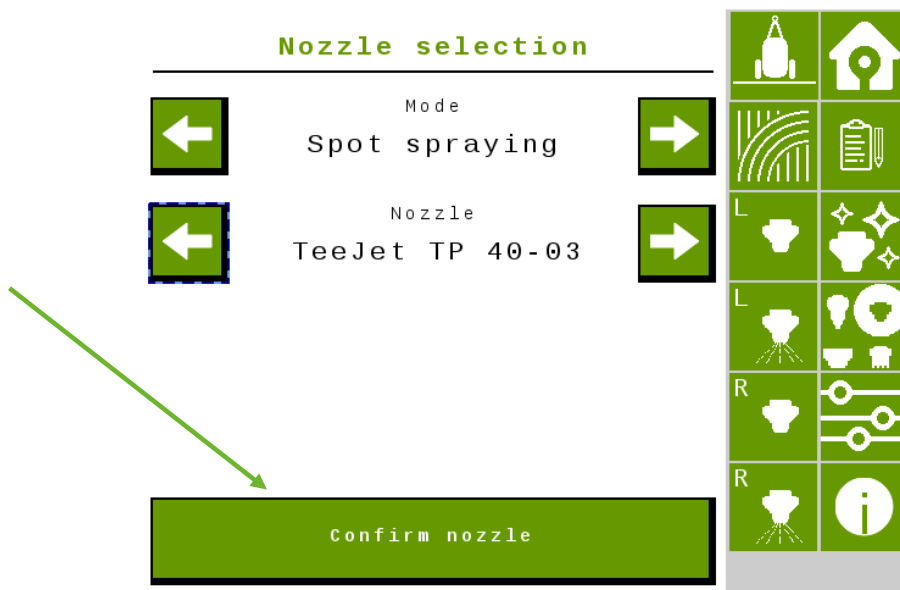 Nozzle selection
Mode
Spot spraying
Nozzle
TeeJet TP 40-03
Confirm nozzle
L
L
R
R
i